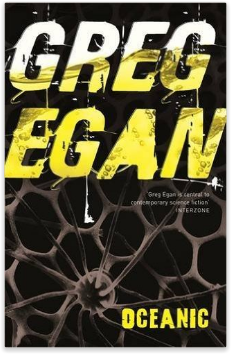 GREG
EGAN
Greg Egan is central to
contemporary science fiction'
INTERZONE
OCEANIC